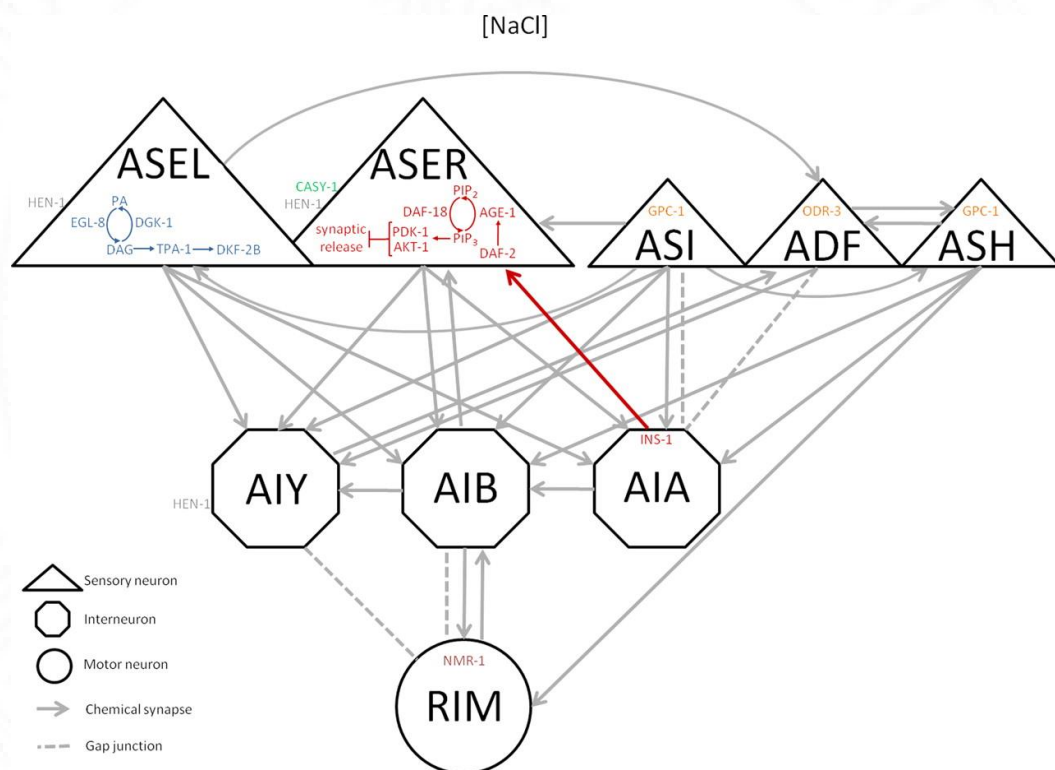 [NaCl]
ASEL
HEN-1
PA
EGL-8
DGK-1
DAG
TPA-1
DKF-2B
ASER
CASY-1
HEN-1
PIP2
DAF-18
AGE-1
synaptic
release
PDK-1
AKT-1
PIP3
DAF-2
GPC-1
ASI
ODR-3
ADF
GPC-1
ASH
AIY
HEN-1
AIB
INS-1
AIA
NMR-1
RIM
Sensory neuron
Interneuron
Motor neuron
Chemical synapse
Gap junction